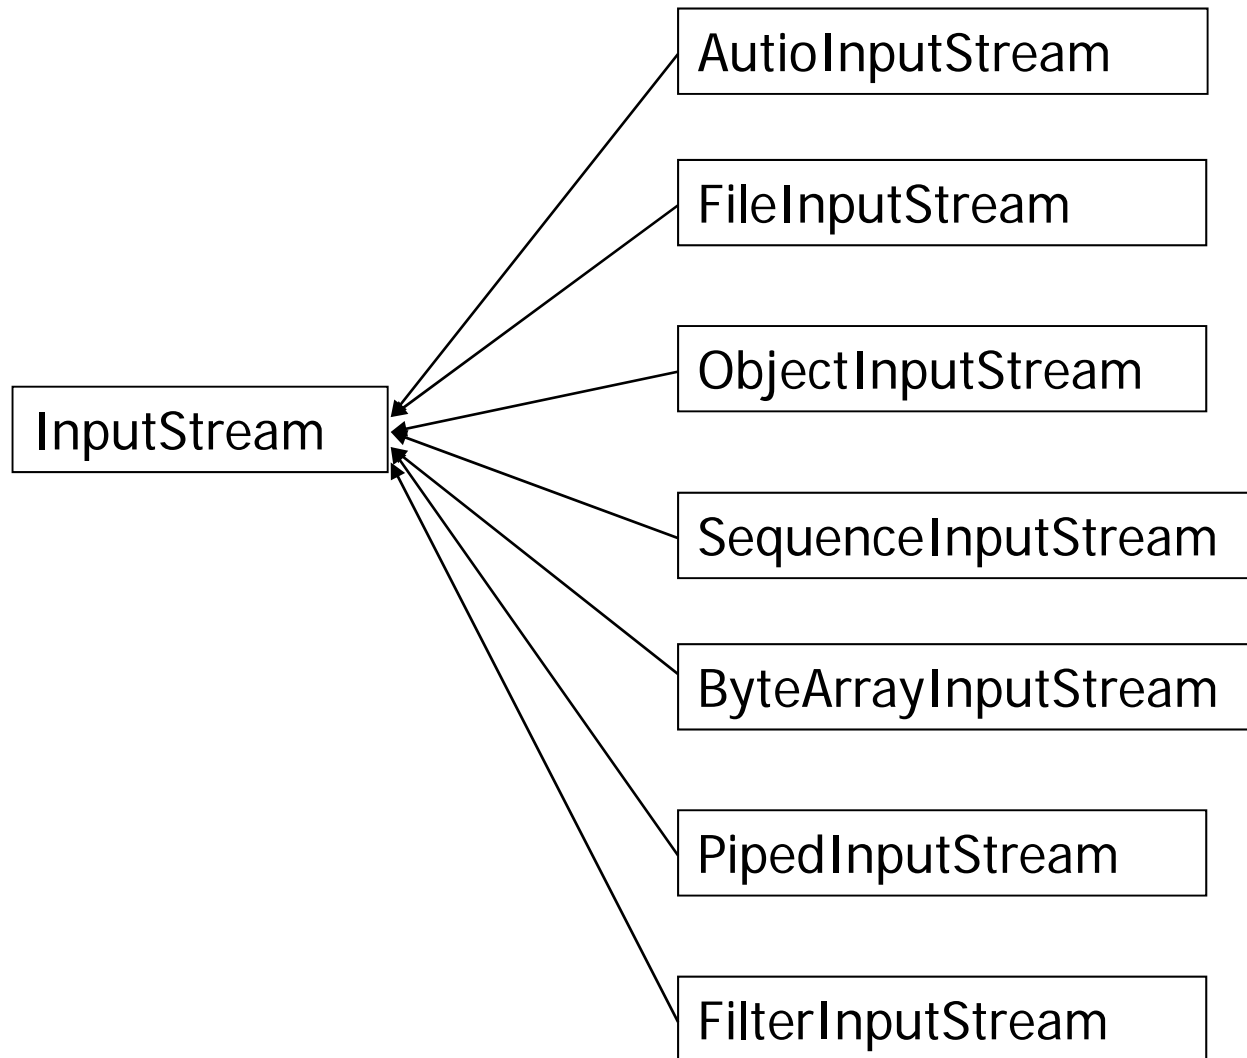 AutioInputStream
FileInputStream
ObjectInputStream
InputStream
SequenceInputStream
ByteArrayInputStream
PipedInputStream
FilterInputStream